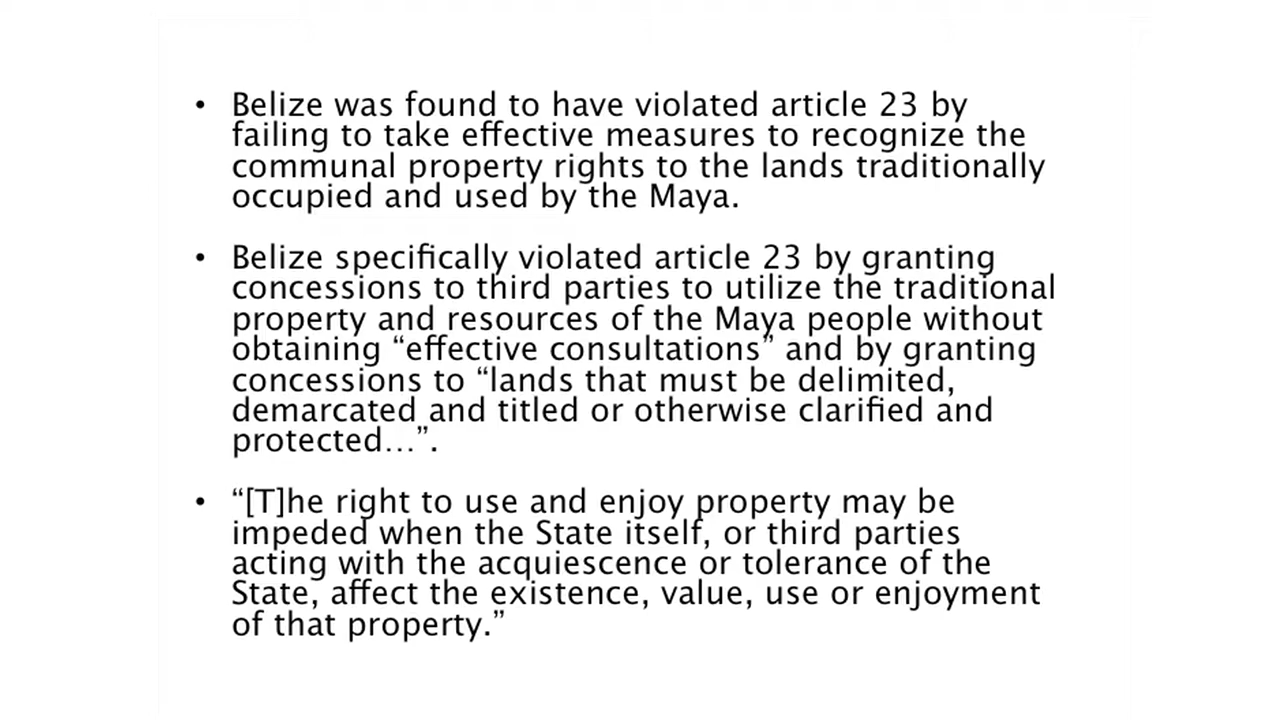 • Belize was found to have violated article 23 by
failing to take effective measures to recognize the
communal property rights to the lands traditionally
occupied and used by the Maya.
• Belize specifically violated article 23 by granting
concessions to third parties to utilize the traditional
property and resources of the Maya people without
obtaining “effective consultations” and by granting
concessions to “lands that must be delimited,
demarcated and titled or otherwise clarified and
protected…”.
• “[T]he right to use and enjoy property may be
impeded when the State itself, or third parties
acting with the acquiescence or tolerance of the
State, affect the existence, value, use or enjoyment
of that property.”